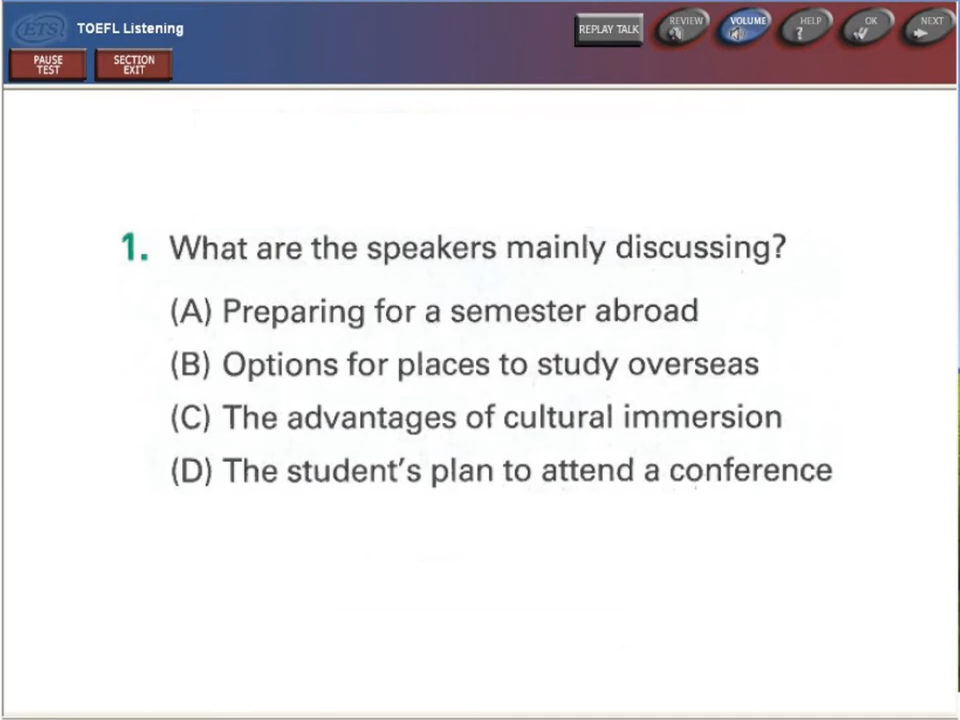 ETS TOEFL Listening
REPLAY TALK
REVIEW
VOLUME
HELP
?
OK
NEXT
PAUSE
TEST
SECTION
EXIT
1. What are the speakers mainly discussing?
(A) Preparing for a semester abroad
(B) Options for places to study overseas
(C) The advantages of cultural immersion
(D) The student's plan to attend a conference